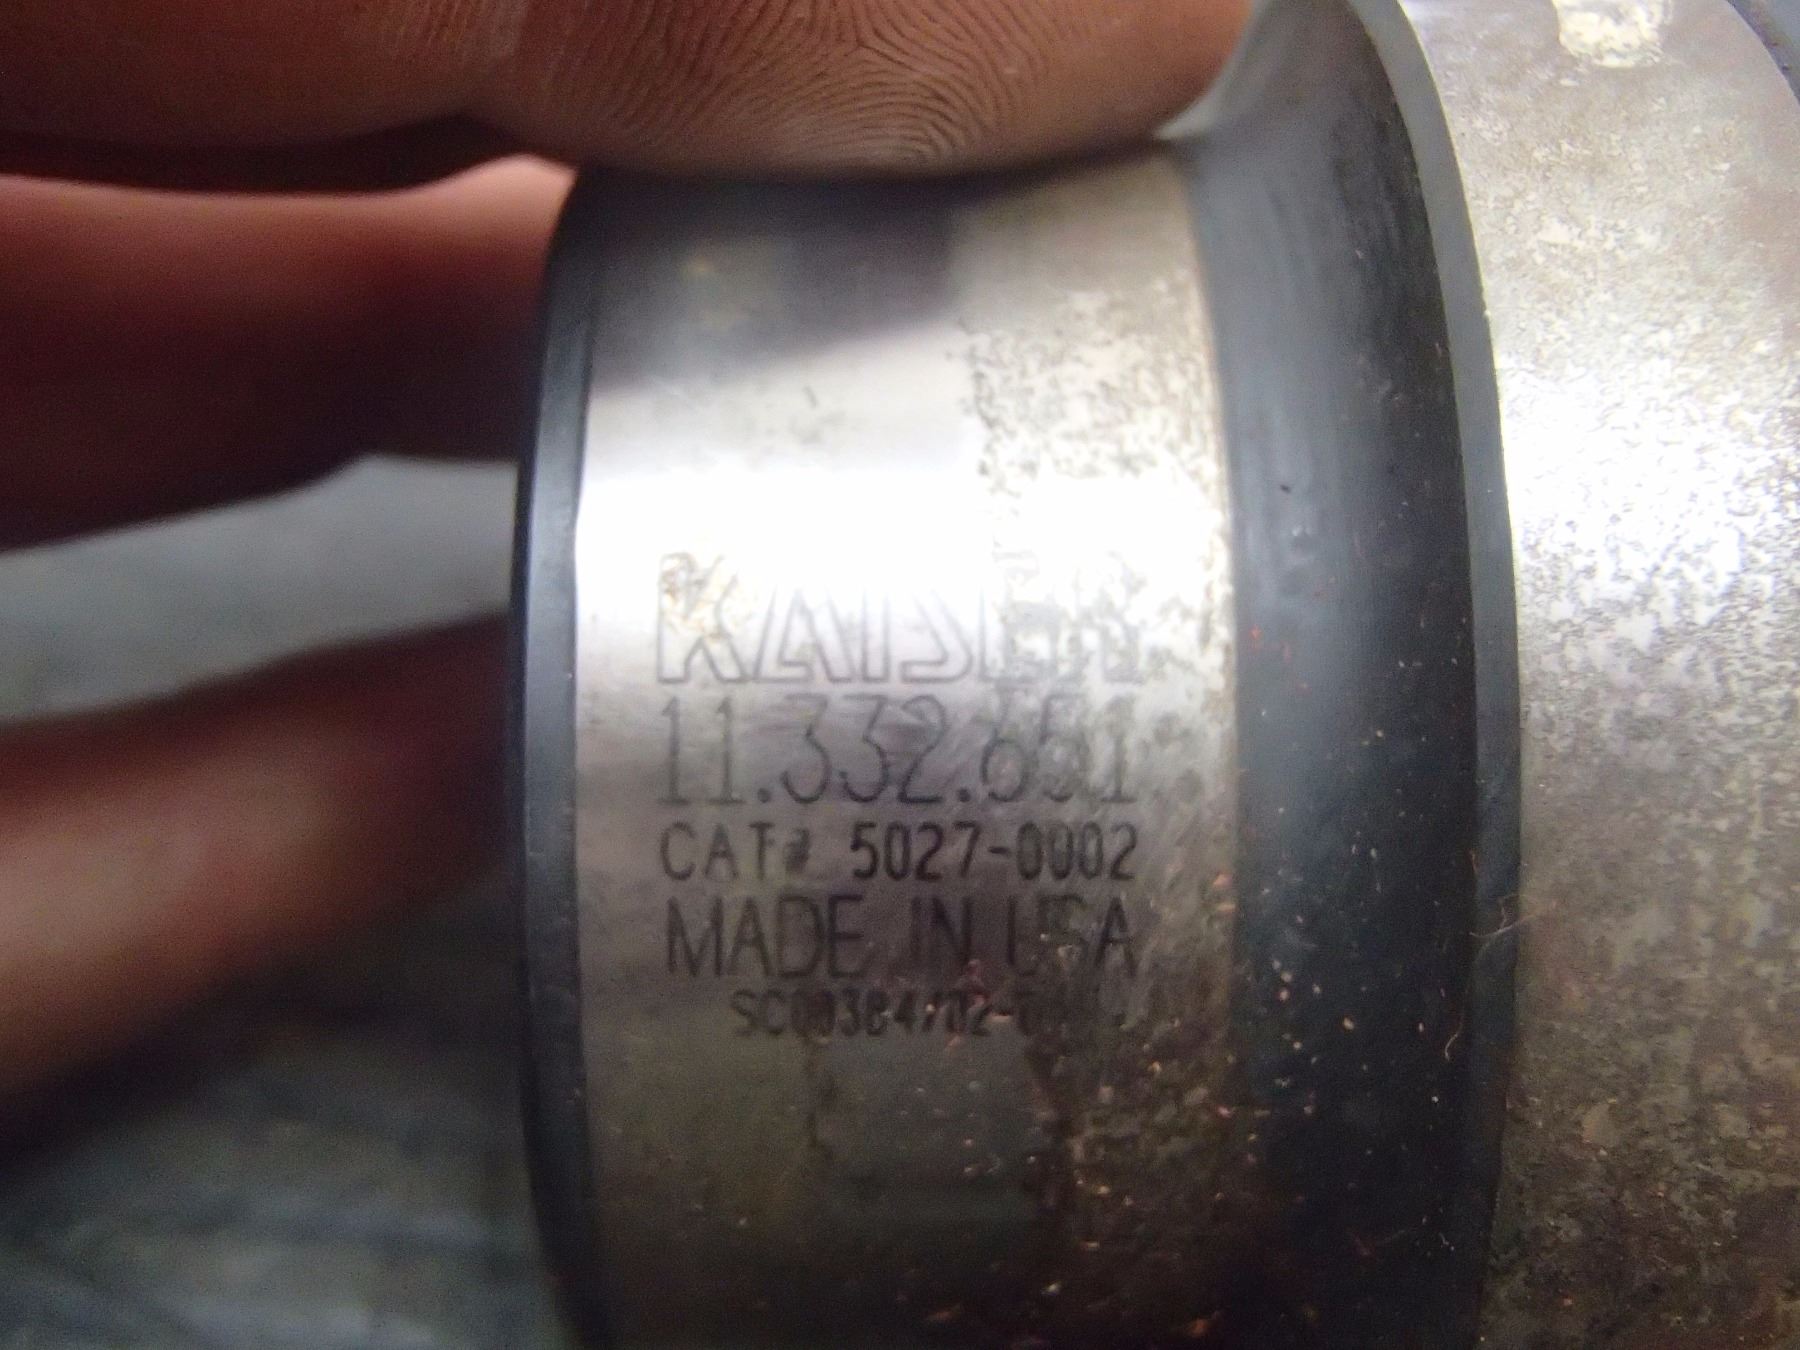 KAISER
11.332.651
CAT# 5027-0002
MADE IN USA